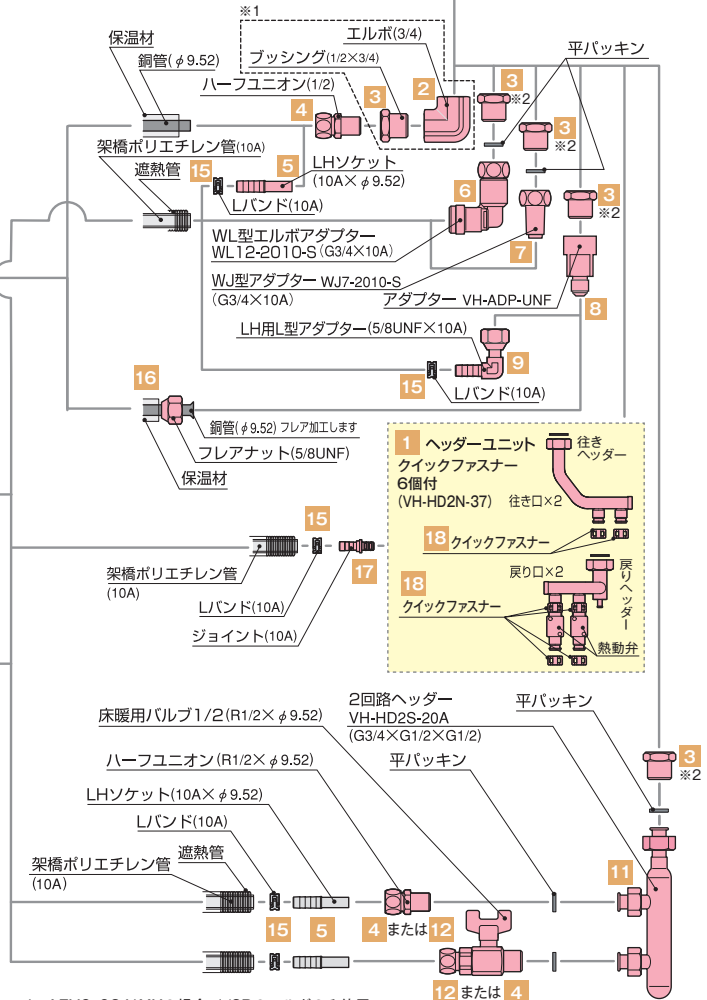 ※1
保温材
エルボ(3/4)
銅管(φ9.52)
ブッシング(1/2×3/4)
平パッキン
ハーフユニオン(1/2)
2
3
※2
4
3
3
※2
架橋ポリエチレン管(10A)
遮熱管
15
5
LHソケット
(10A×φ9.52)
Lバンド(10A)
6
3
※2
WL型エルボアダプター
WL12-2010-S(G3/4×10A)
7
WJ型アダプター WJ7-2010-S
(G3/4×10A)
アダプター VH-ADP-UNF
8
LH用L型アダプター(5/8UNF×10A)
9
15
Lバンド(10A)
16
銅管(φ9.52) フレア加工します
フレアナット(5/8UNF)
保温材
1 ヘッダーユニット
クイックファスナー
6個付
(VH-HD2N-37)
往き
ヘッダー
往き口×2
18 クイックファスナー
戻り口×2
戻りヘッダー
18
クイックファスナー
熱動弁
15
17
架橋ポリエチレン管
(10A)
Lバンド(10A)
ジョイント(10A)
床暖用バルブ1/2(R1/2×φ9.52)
2回路ヘッダー
VH-HD2S-20A
(G3/4×G1/2×G1/2)
平パッキン
ハーフユニオン(R1/2×φ9.52)
平パッキン
3
※2
LHソケット(10A×φ9.52)
Lバンド(10A)
遮熱管
架橋ポリエチレン管
(10A)
11
15
5
4 または 12
12 または 4